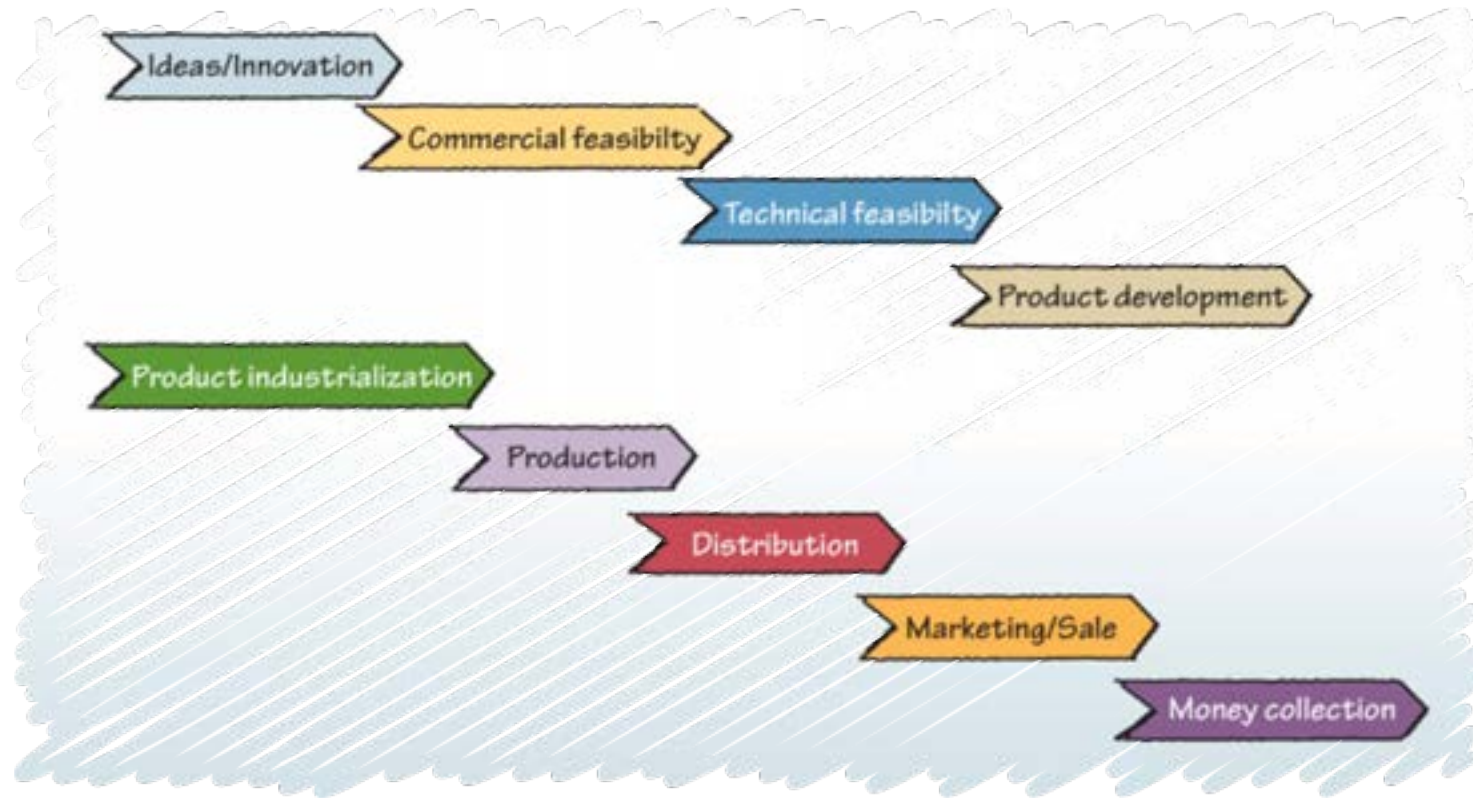 Ideas/Innovation
Commercial feasibilty
Technical feasibilty
Product development
Product industrialization
Production
Distribution
Marketing/Sale
Money collection